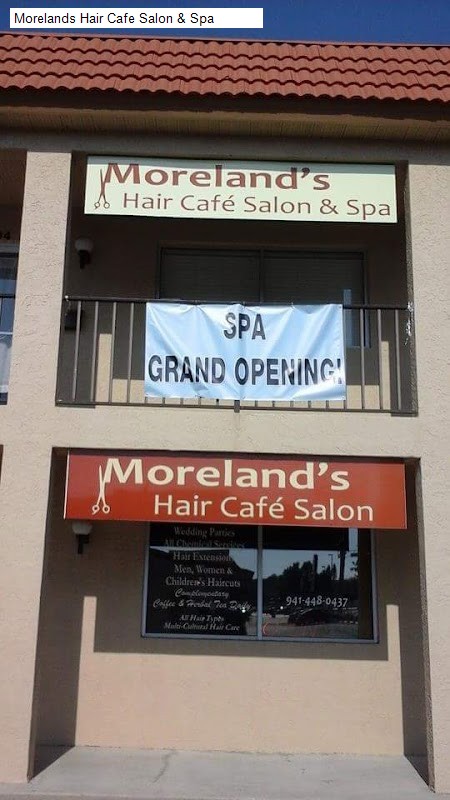 Morelands Hair Cafe Salon & Spa
Moreland's
Hair Café Salon & Spa
SPA
GRAND OPENING!
Moreland's
Hair Café Salon
Wedding Parties
All Chemical Services
Hair Extensions
Men, Women &
Children's Haircuts
Complementary
Coffee & Herbal Tea Daily
941-448-0437
All Hair Types
Multi-Cultural Hair Care